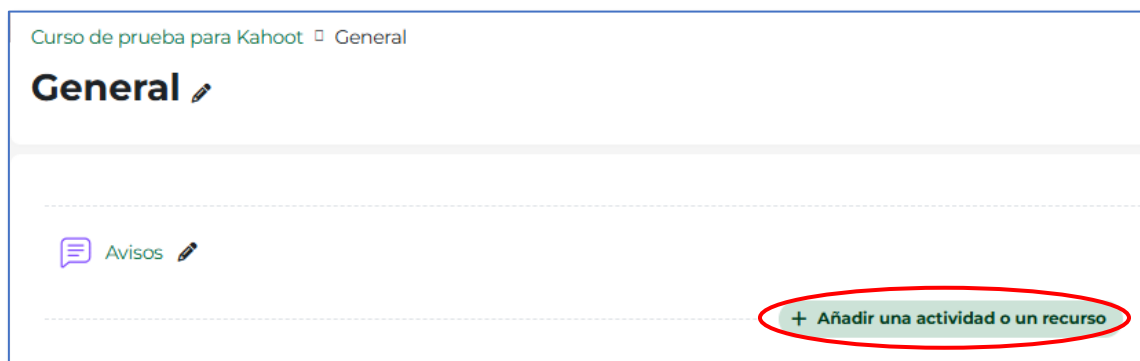 Curso de prueba para Kahoot General
General
Avisos
+ Añadir una actividad o un recurso